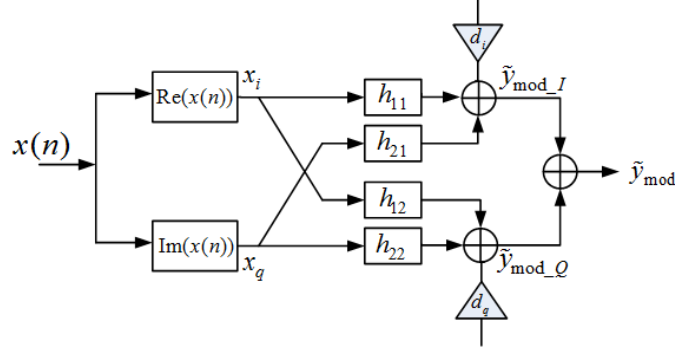 d_i
x_i
ỹ_mod_I
Re(x(n))
h_11
x(n)
h_21
ỹ_mod
h_12
Im(x(n))
h_22
x_q
ỹ_mod_Q
d_q